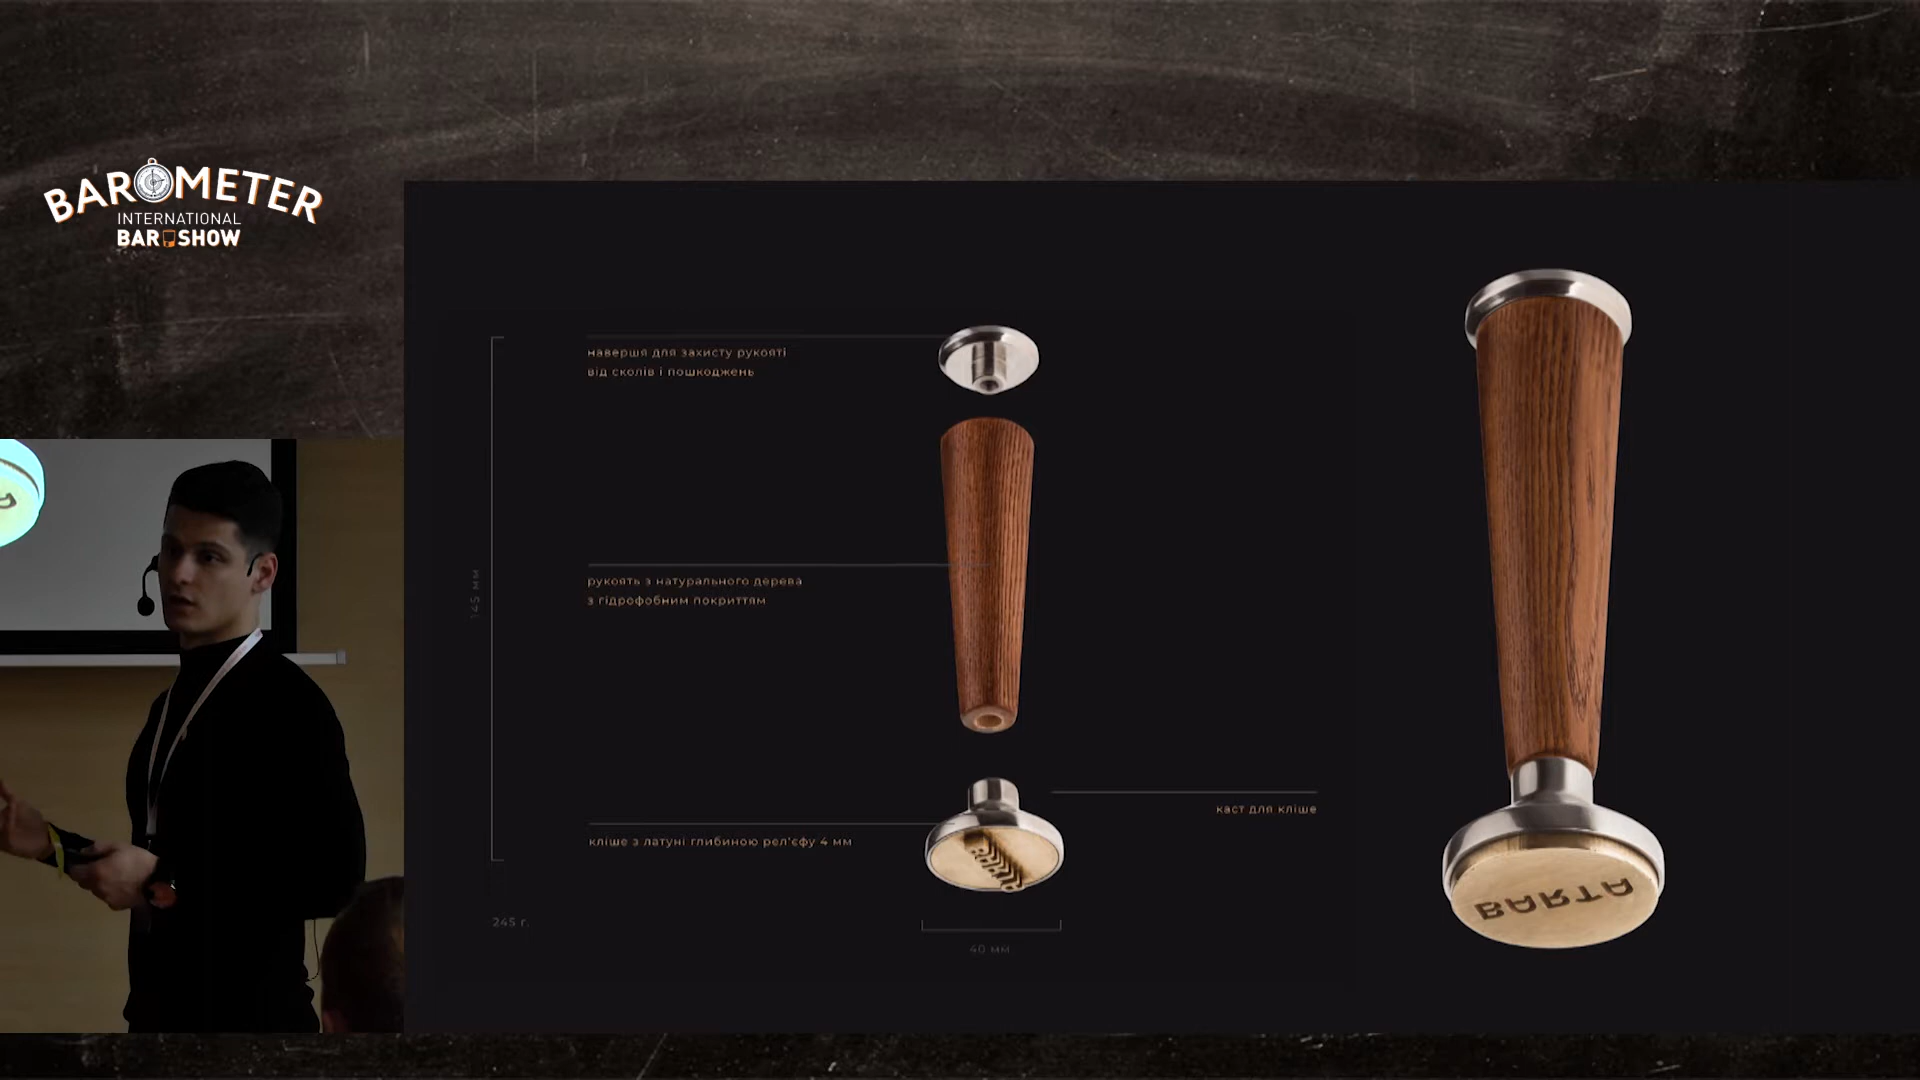 BAROMETER
INTERNATIONAL
BAR SHOW
навершя для захисту рукояті
від сколів і пошкоджень
145 мм
рукоять з натурального дерева
з гідрофобним покриттям
каст для кліше
кліше з латуні глибиною рел'єфу 4 мм
245 г.
40 мм
BARTA